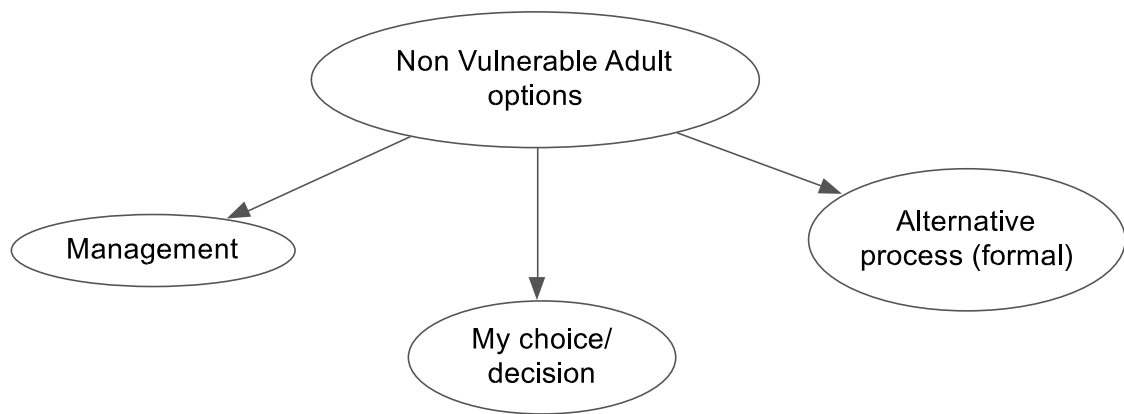 Non Vulnerable Adult
options
Management
Alternative
process (formal)
My choice/
decision